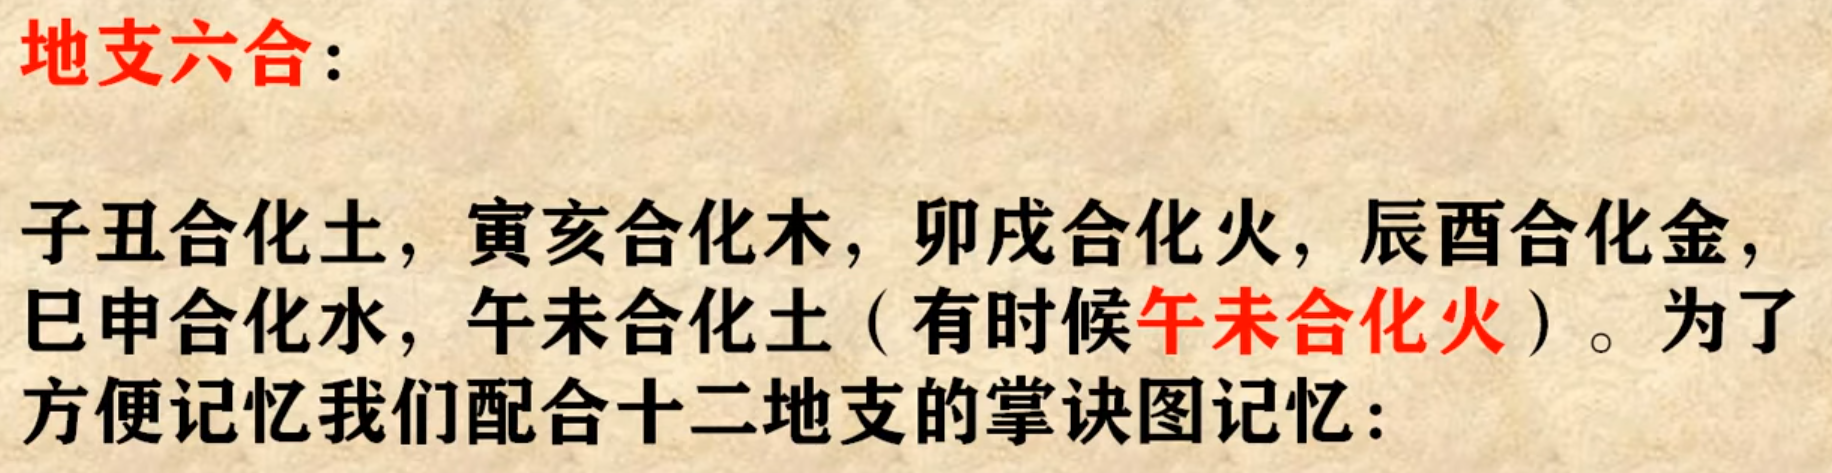 地支六合：
子丑合化土，寅亥合化木，卯戌合化火，辰酉合化金，
巳申合化水，午未合化土（有时候午未合化火）。为了
方便记忆我们配合十二地支的掌诀图记忆：